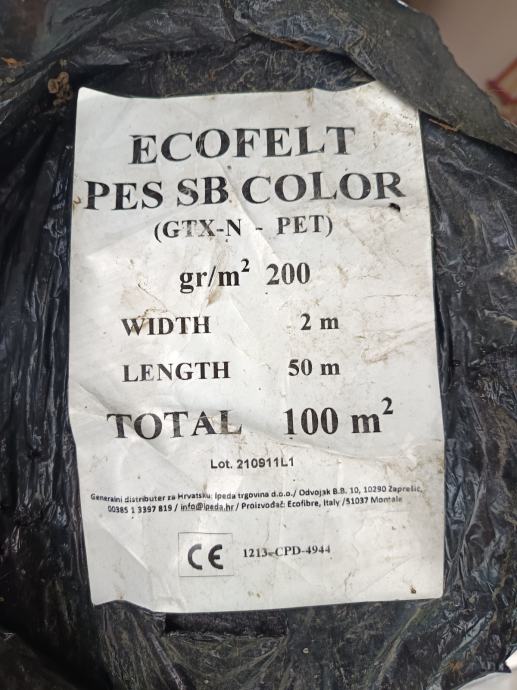 ECOFELT
PES SB COLOR
(GTX-N - PET)
gr/m² 200
WIDTH 2 m
LENGTH 50 m
TOTAL 100 m²
Lot. 210911L1
Generalni distributer za Hrvatsku: Ipeda trgovina d.o.o./ Odvojak B.B. 10, 10290 Zaprešić,
00385 1 3397 819 / info@ipeda.hr / Proizvođač: Ecofibre, Italy /51037 Montale
CE 1213-CPD-4944